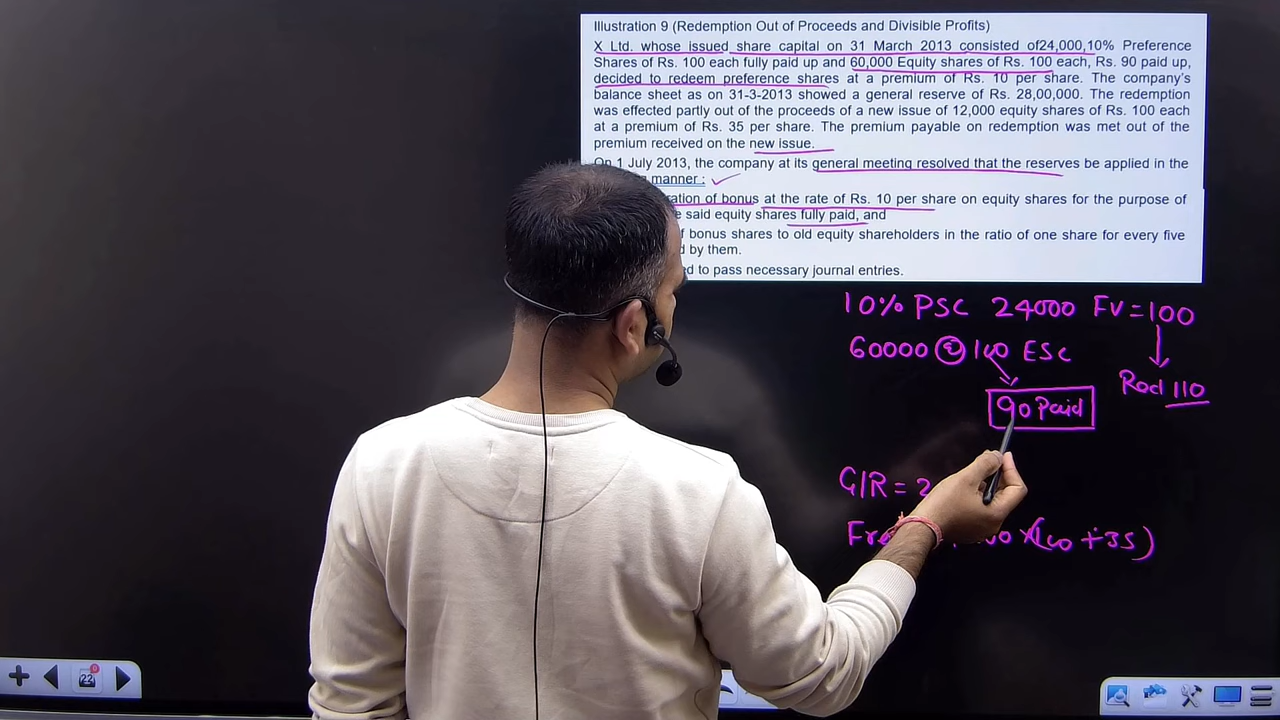 Illustration 9 (Redemption Out of Proceeds and Divisible Profits)
X Ltd. whose issued share capital on 31 March 2013 consisted of24,000,10% Preference
Shares of Rs. 100 each fully paid up and 60,000 Equity shares of Rs. 100 each, Rs. 90 paid up,
decided to redeem preference shares at a premium of Rs. 10 per share. The company's
balance sheet as on 31-3-2013 showed a general reserve of Rs. 28,00,000. The redemption
was effected partly out of the proceeds of a new issue of 12,000 equity shares of Rs. 100 each
at a premium of Rs. 35 per share. The premium payable on redemption was met out of the
premium received on the new issue.
On 1 July 2013, the company at its general meeting resolved that the reserves be applied in the
manner :
of bonus at the rate of Rs. 10 per share on equity shares for the purpose of
said equity shares fully paid, and
bonus shares to old equity shareholders in the ratio of one share for every five
by them.
to pass necessary journal entries.
10% PSC 24000 FV=100
60000 @ 100 ESC
Red 110
90 Paid
G/R = 2
x(100+35)
22